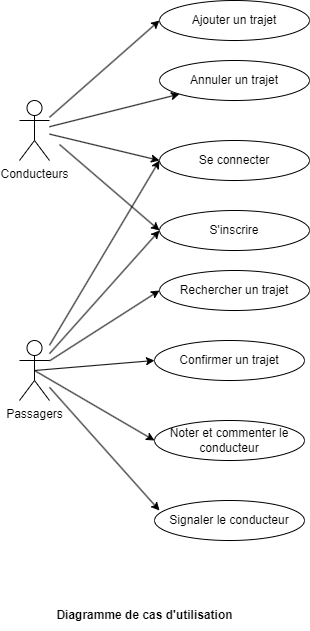 Ajouter un trajet
Annuler un trajet
Conducteurs
Se connecter
S'inscrire
Rechercher un trajet
Confirmer un trajet
Passagers
Noter et commenter le
conducteur
Signaler le conducteur
Diagramme de cas d'utilisation